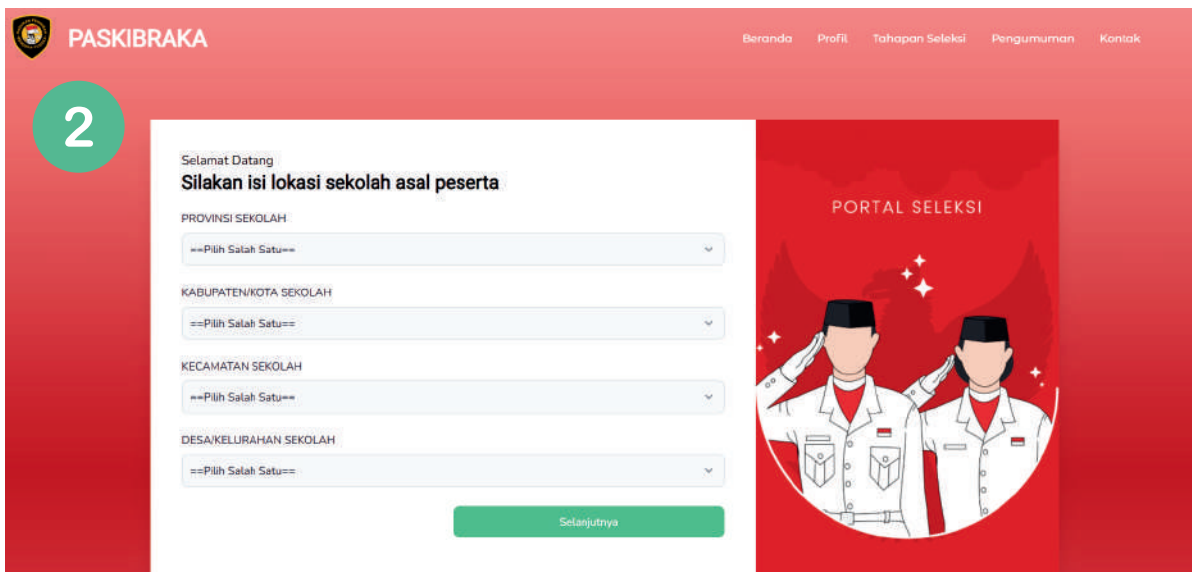 PASKIBRAKA
Beranda Profil Tahapan Seleksi Pengumuman Kontak
2
Selamat Datang
Silakan isi lokasi sekolah asal peserta
PROVINSI SEKOLAH
==Pilih Salah Satu==
KABUPATEN/KOTA SEKOLAH
==Pilih Salah Satu==
KECAMATAN SEKOLAH
==Pilih Salah Satu==
DESA/KELURAHAN SEKOLAH
==Pilih Salah Satu==
Selanjutnya
PORTAL SELEKSI